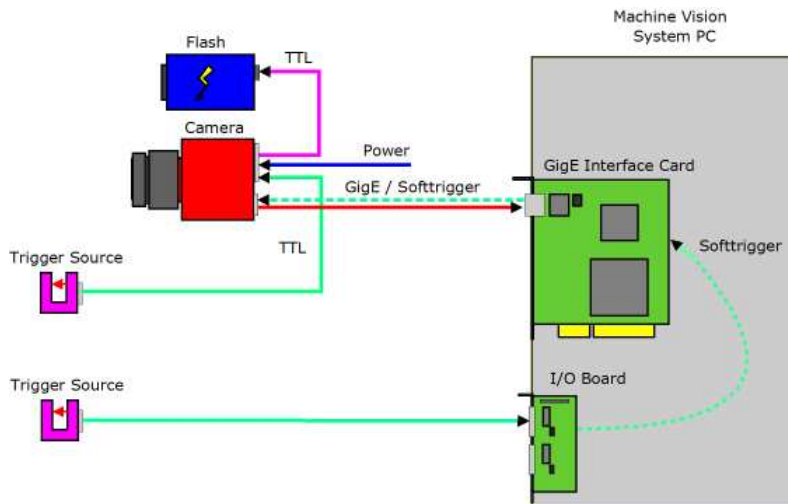 Machine Vision
System PC
Flash
TTL
Camera
Power
GigE Interface Card
GigE / Softtrigger
Softtrigger
Trigger Source
TTL
I/O Board
Trigger Source